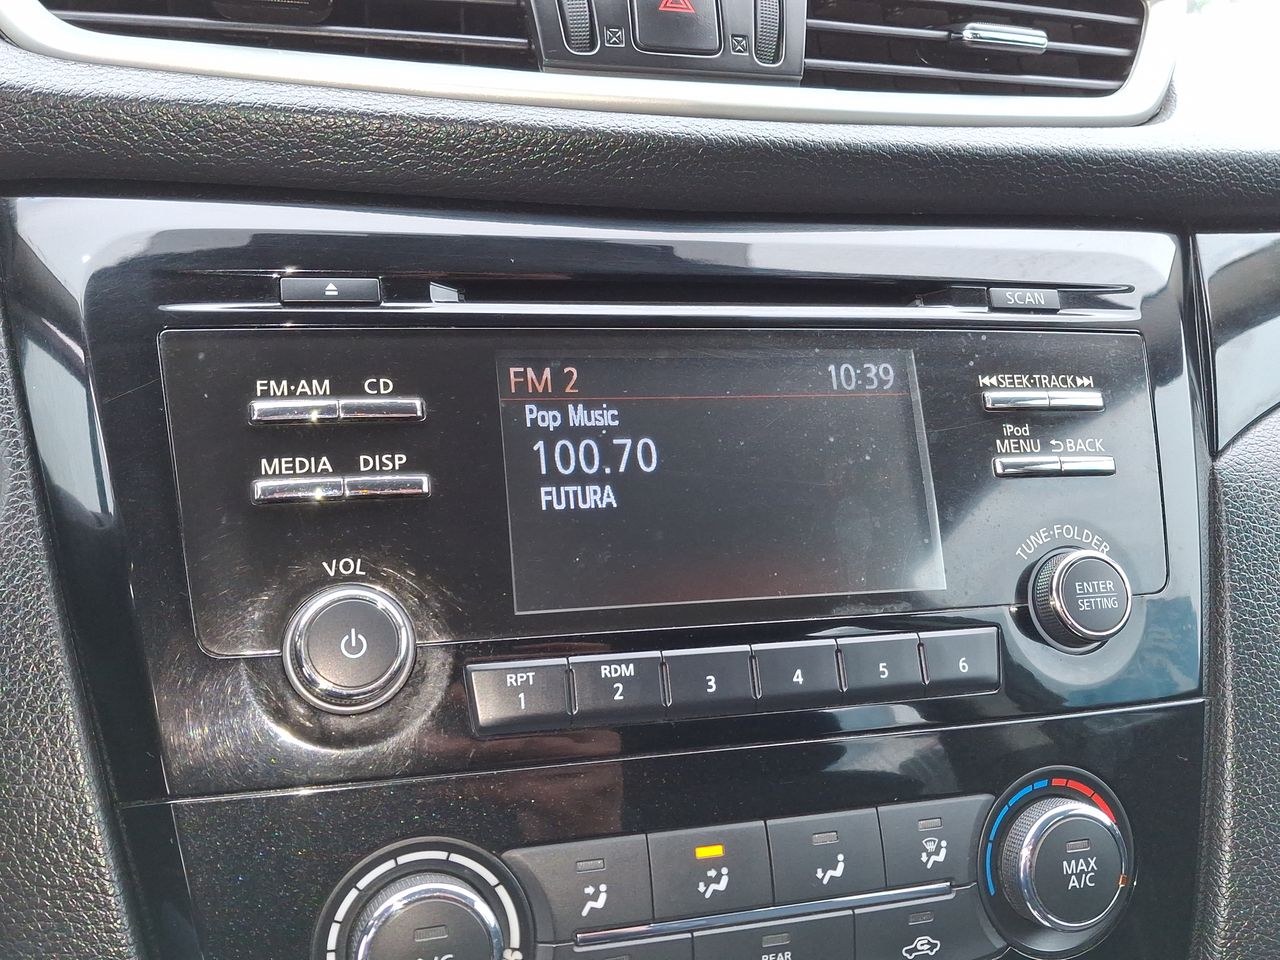 SCAN
FM·AM CD
FM 2 10:39
SEEK·TRACK
Pop Music
iPod
MENU BACK
MEDIA DISP
100.70
FUTURA
TUNE·FOLDER
VOL
ENTER
SETTING
RPT
1
RDM
2
3
4
5
6
MAX
A/C
A/C
REAR